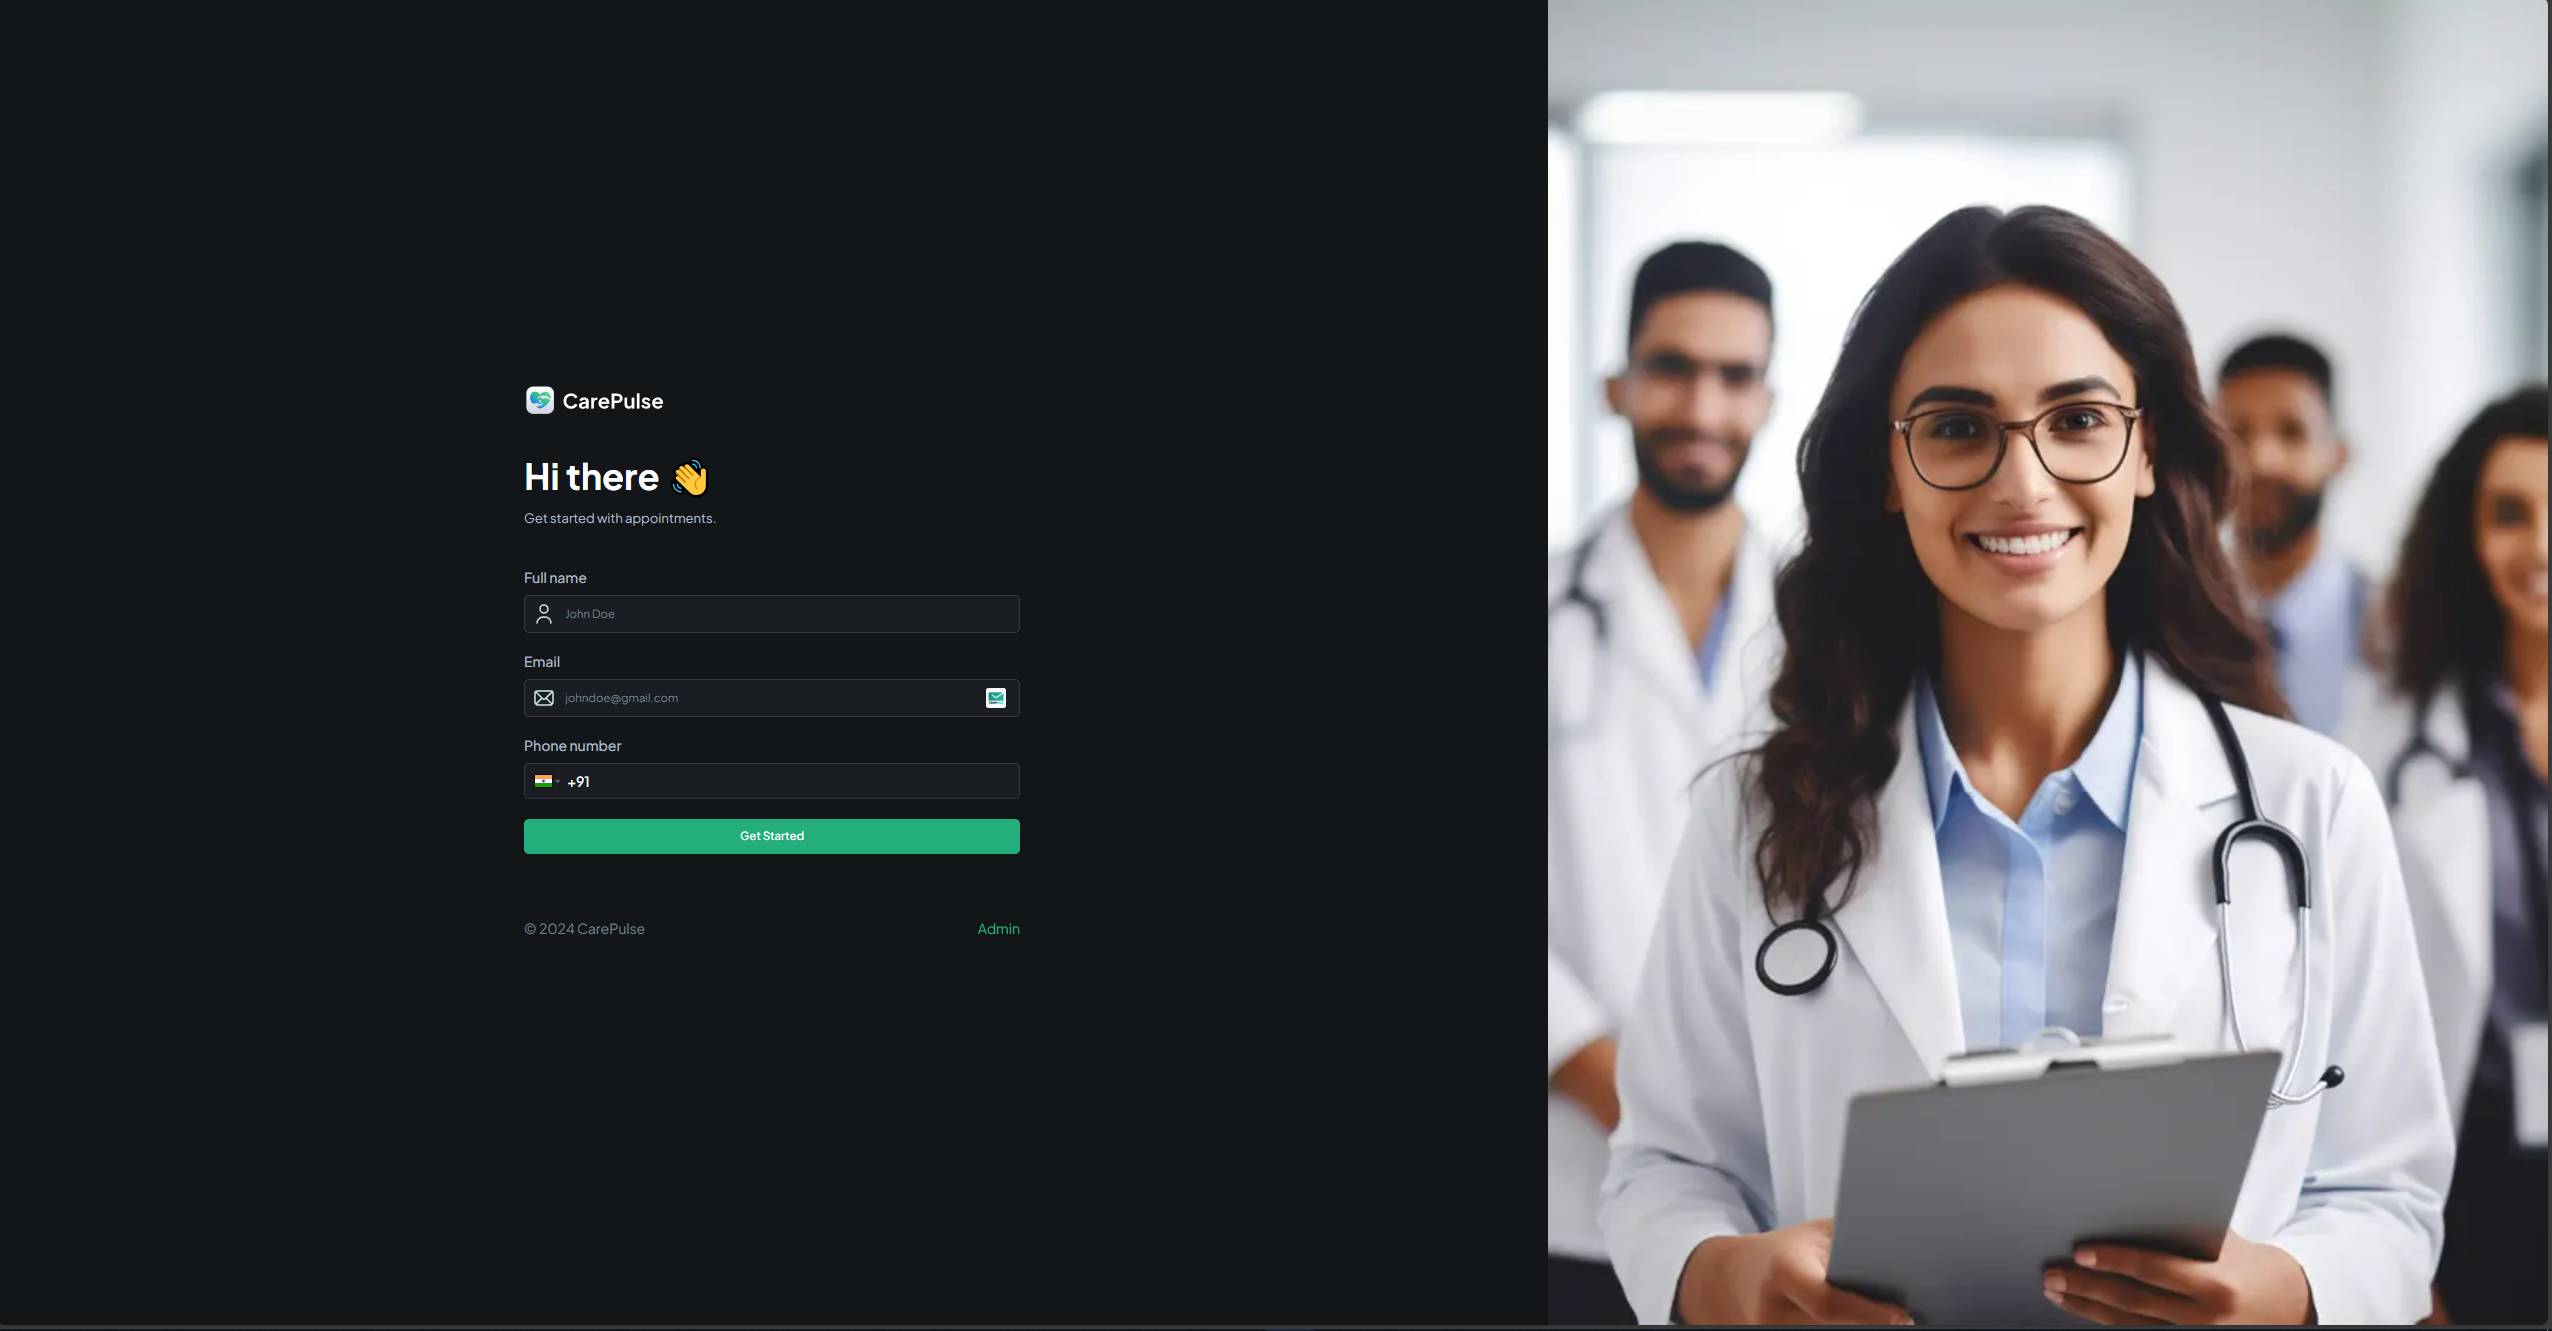 CarePulse
Hi there 👋
Get started with appointments.
Full name
John Doe
Email
johndoe@gmail.com
Phone number
+91
Get Started
© 2024 CarePulse
Admin